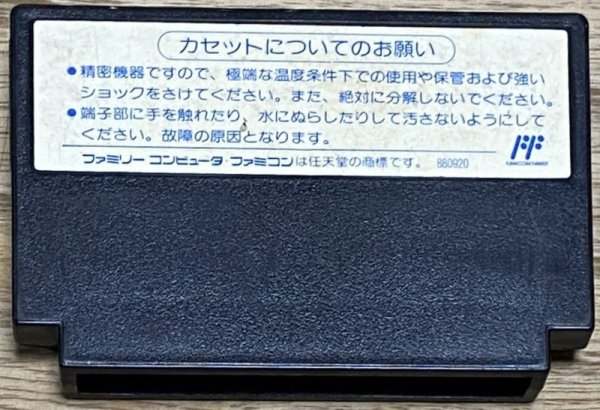 カセットについてのお願い
●精密機器ですので、極端な温度条件下での使用や保管および強い
ショックをさけてください。また、絶対に分解しないでください。
●端子部に手を触れたり、水にぬらしたりして汚さないようにして
ください。故障の原因となります。
ファミリーコンピュータ・ファミコンは任天堂の商標です。 880920
FAMICOM FAMILY